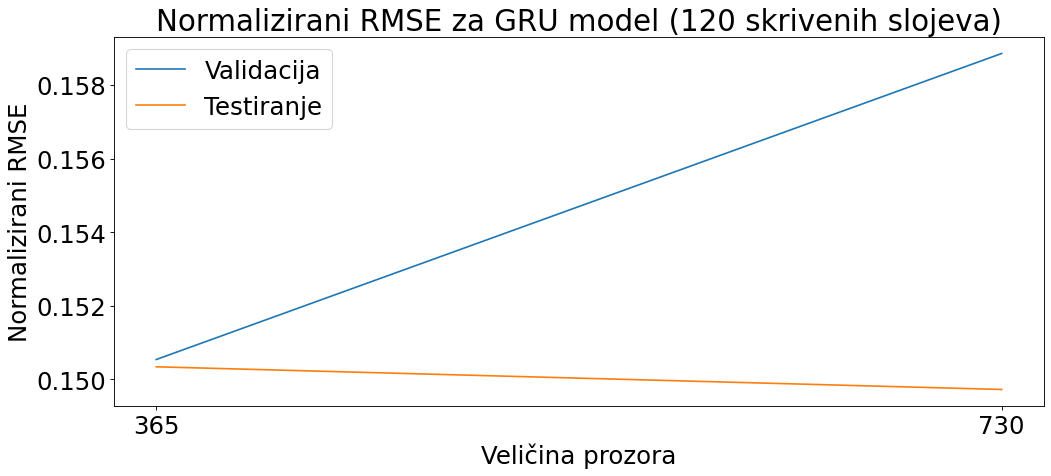 Normalizirani RMSE za GRU model (120 skrivenih slojeva)
Validacija
Testiranje
Normalizirani RMSE
0.158
0.156
0.154
0.152
0.150
365
730
Veličina prozora